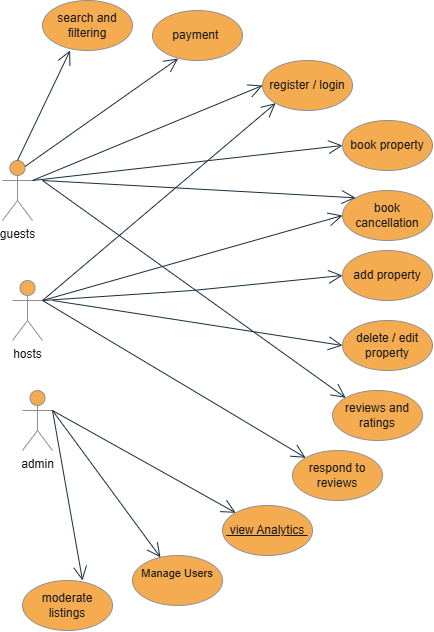 search and
filtering
payment
register / login
book property
guests
book
cancellation
add property
hosts
delete / edit
property
reviews and
ratings
admin
respond to
reviews
view Analytics
Manage Users
moderate
listings